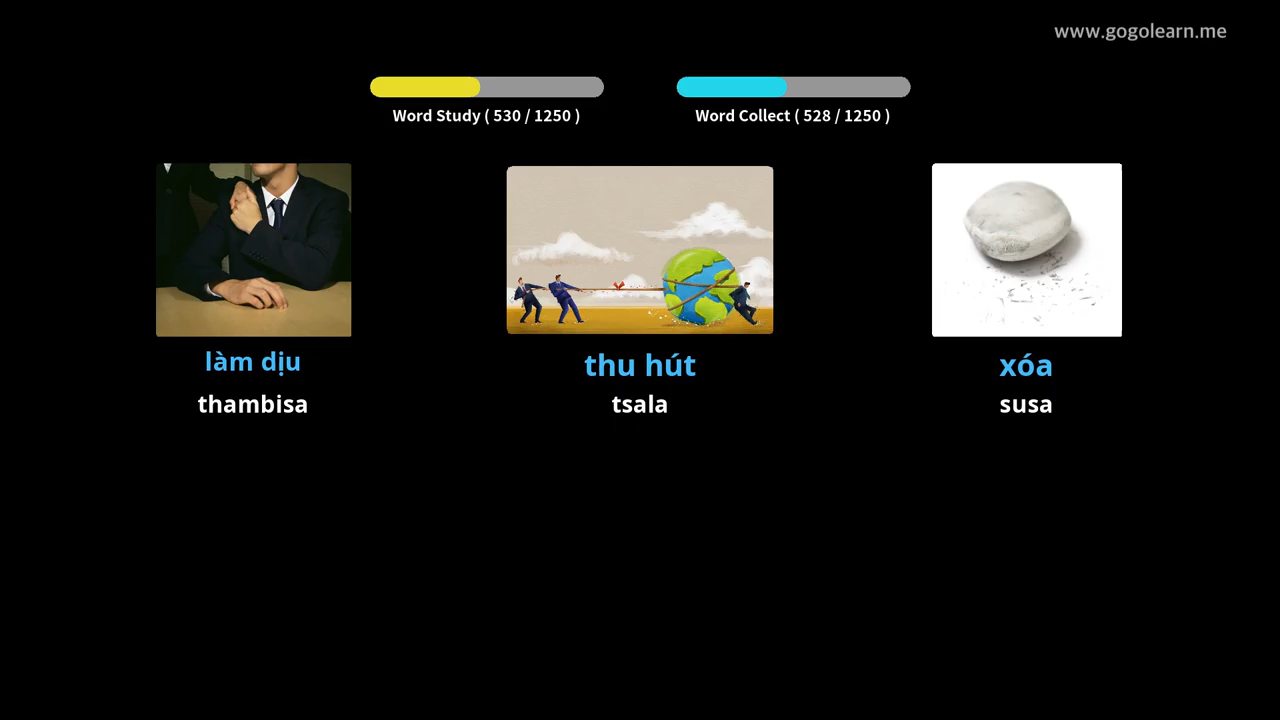 www.gogolearn.me
Word Study ( 530 / 1250 )
Word Collect ( 528 / 1250 )
làm dịu
thu hút
xóa
thambisa
tsala
susa